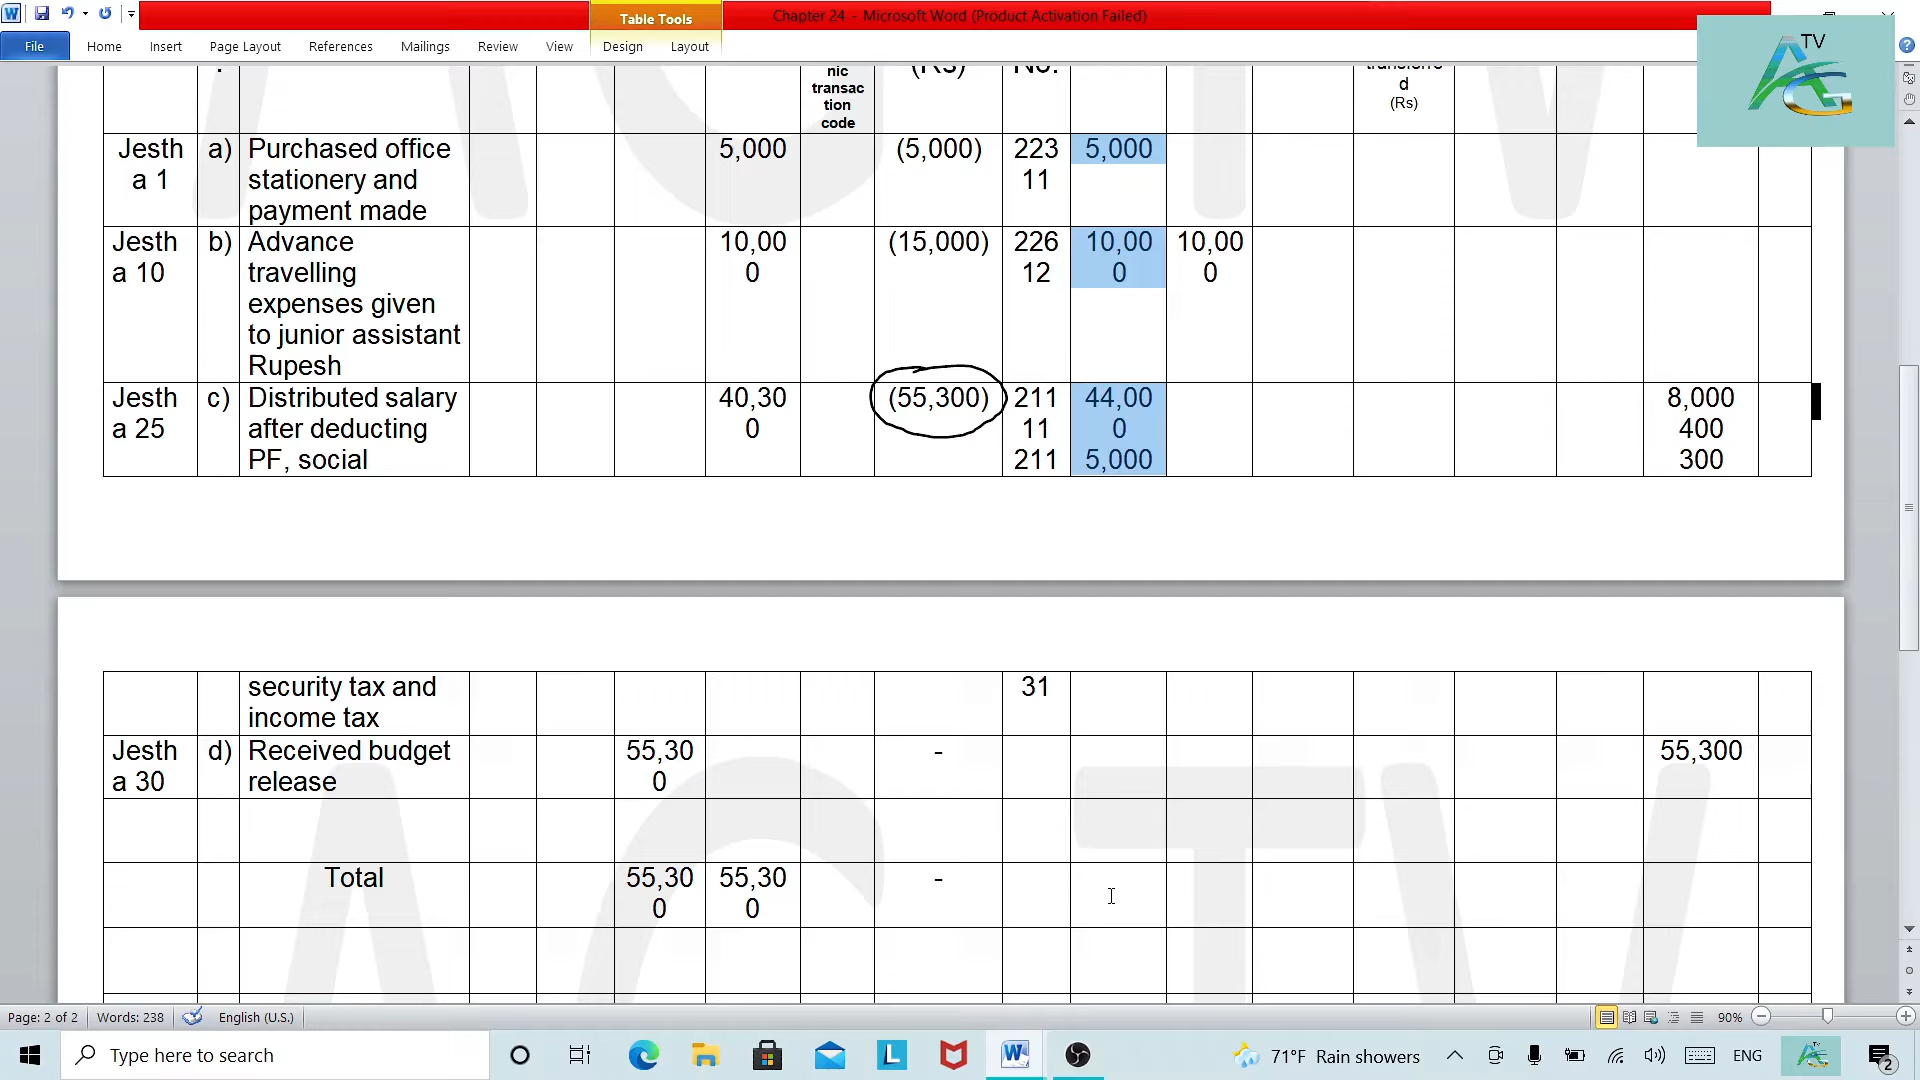 Table Tools
Chapter 24 - Microsoft Word (Product Activation Failed)
File Home Insert Page Layout References Mailings Review View Design Layout
TV
. nic (Rs) No.
transac d
tion (Rs)
code
Jesth a) Purchased office 5,000 (5,000) 223 5,000
a 1 stationery and 11
payment made
Jesth b) Advance 10,00 (15,000) 226 10,00 10,00
a 10 travelling 0 12 0 0
expenses given
to junior assistant
Rupesh
Jesth c) Distributed salary 40,30 (55,300) 211 44,00 8,000
a 25 after deducting 0 11 0 400
PF, social 211 5,000 300
security tax and 31
income tax
Jesth d) Received budget 55,30 - 55,300
a 30 release 0
Total 55,30 55,30 -
0 0
Page: 2 of 2 Words: 238 English (U.S.) 90%
Type here to search 71°F Rain showers ENG 2